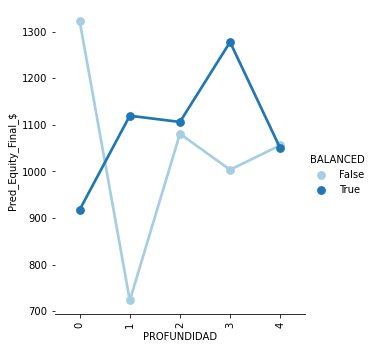 1300
1200
1100
1000
900
800
700
Pred_Equity_Final_$
0
1
2
3
4
PROFUNDIDAD
BALANCED
False
True